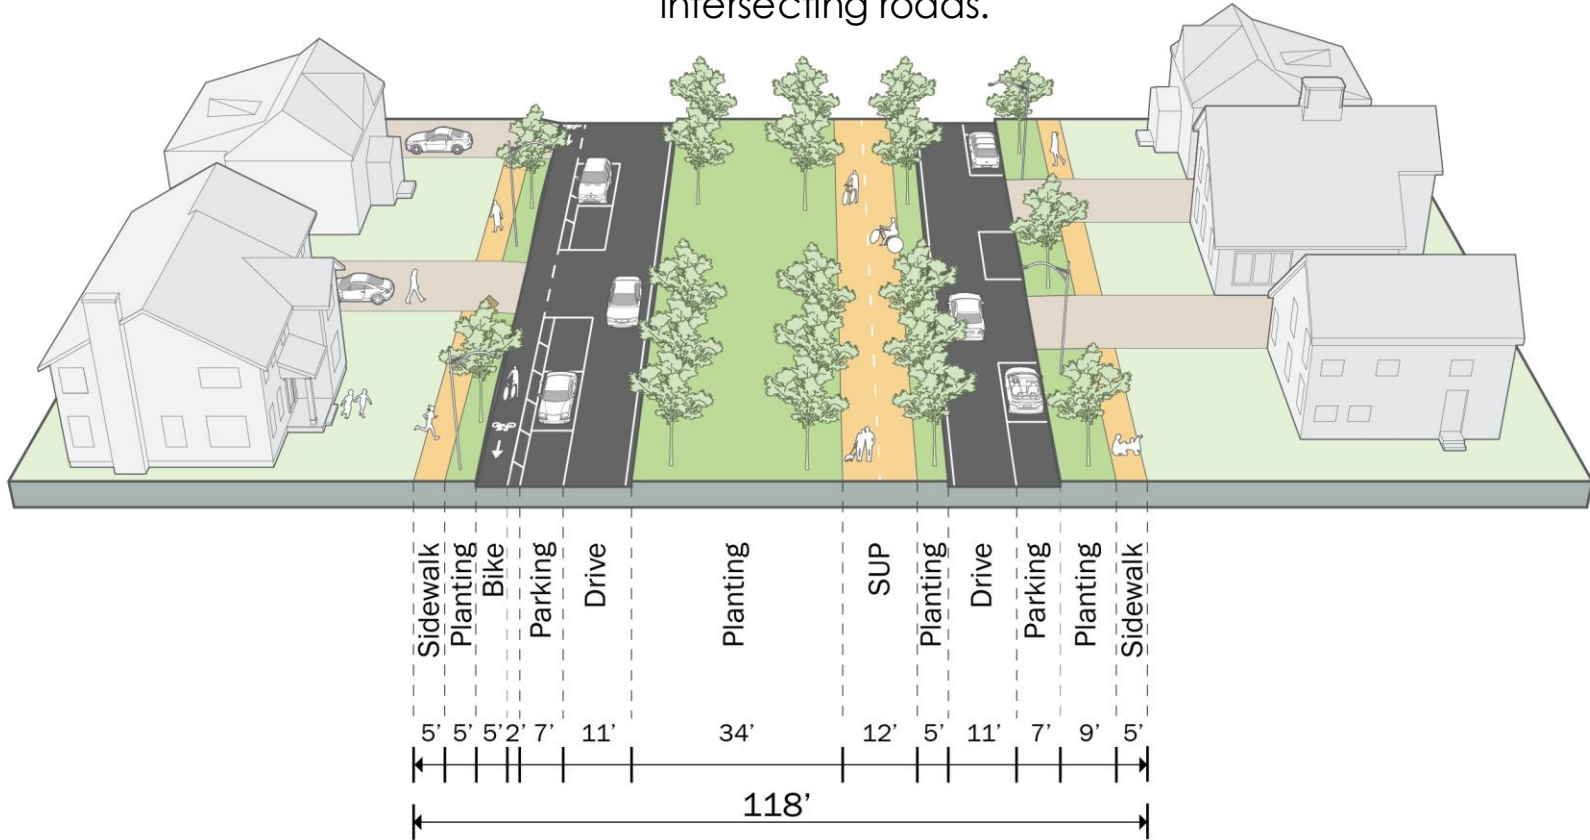 intersecting roads.
Sidewalk
Planting
Bike
Parking
Drive
Planting
SUP
Planting
Drive
Parking
Planting
Sidewalk
5' 5' 5' 2' 7' 11' 34' 12' 5' 11' 7' 9' 5'
118'